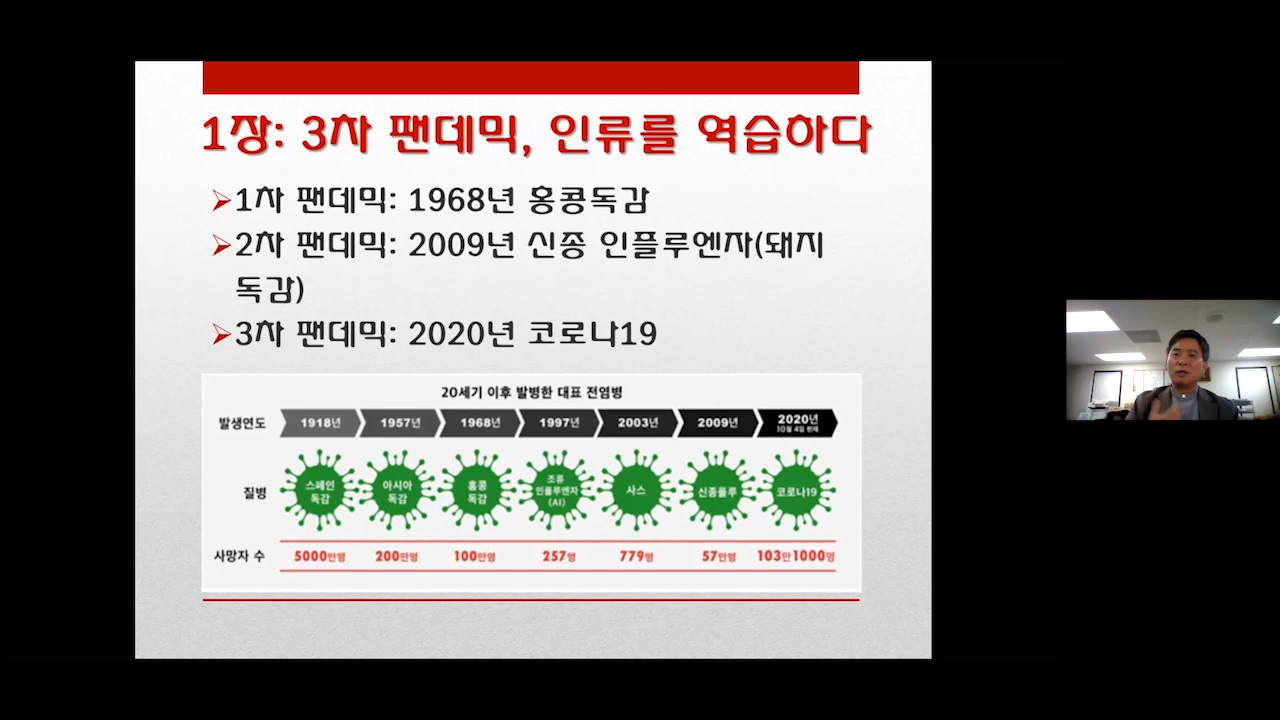 1장: 3차 팬데믹, 인류를 역습하다
➢1차 팬데믹: 1968년 홍콩독감
➢2차 팬데믹: 2009년 신종 인플루엔자(돼지
독감)
➢3차 팬데믹: 2020년 코로나19
20세기 이후 발병한 대표 전염병
발생연도 1918년 1957년 1968년 1997년 2003년 2009년 2020년
10월 4일 현재
질병 스페인 독감 아시아 독감 홍콩 독감 조류 인플루엔자 (AI) 사스 신종플루 코로나19
사망자 수 5000만명 200만명 100만명 257명 779명 57만명 103만1000명